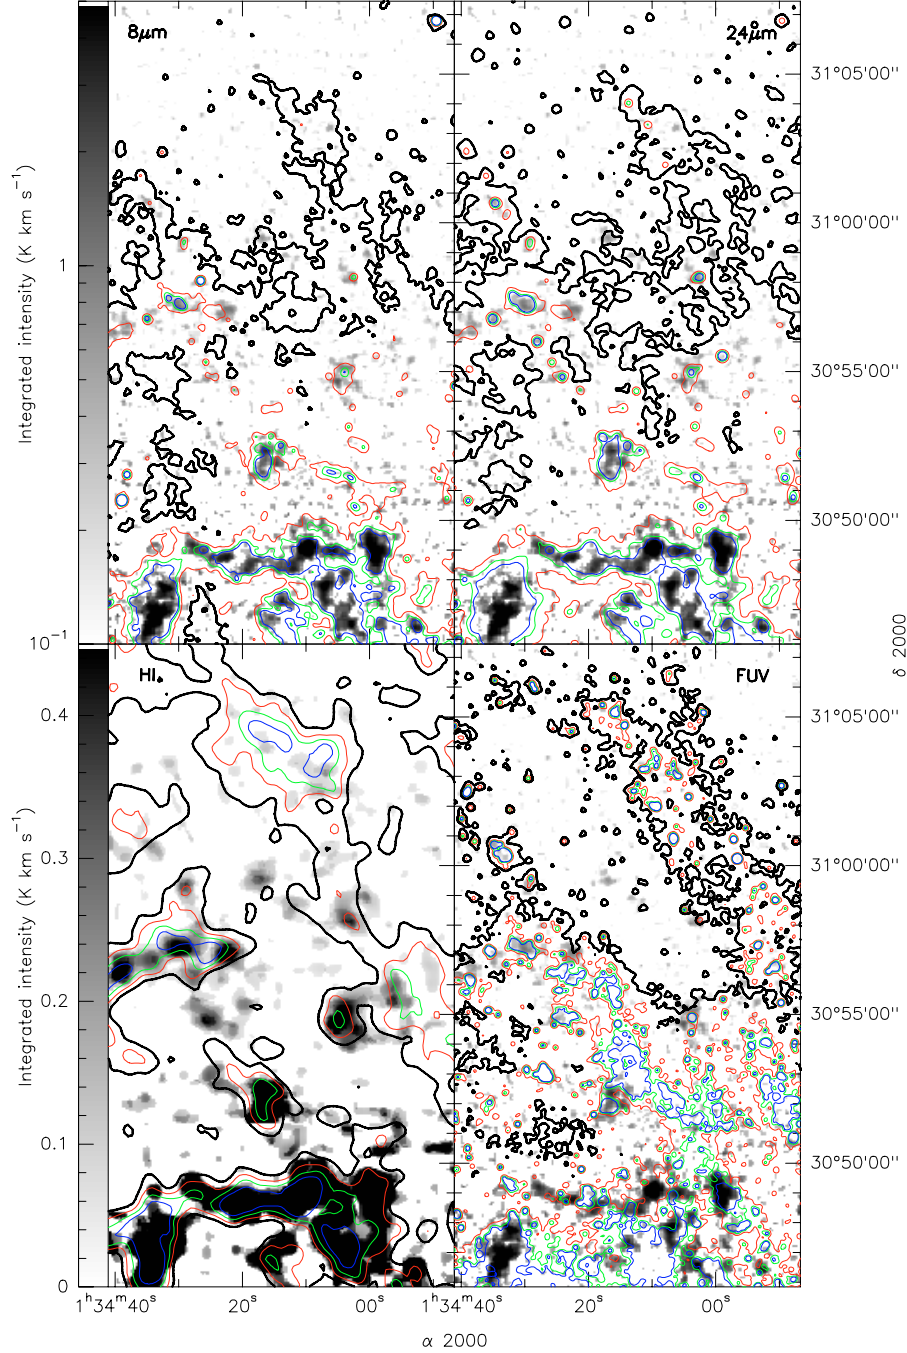 8μm
24μm
31°05'00''
31°00'00''
30°55'00''
30°50'00''
Integrated intensity (K km s⁻¹)
1
10⁻¹
HI
FUV
31°05'00''
31°00'00''
30°55'00''
30°50'00''
Integrated intensity (K km s⁻¹)
0.4
0.3
0.2
0.1
0
δ 2000
1ʰ34ᵐ40ˢ
20ˢ
00ˢ
1ʰ34ᵐ40ˢ
20ˢ
00ˢ
α 2000